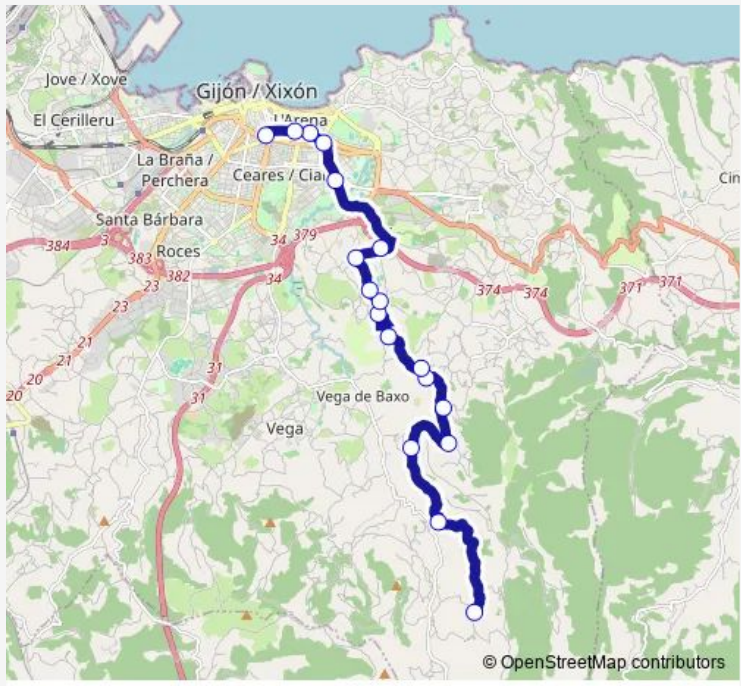 Jove / Xove
Gijón / Xixón
El Cerilleru
L'Arena
La Braña /
Perchera
Ceares /
Cin
Santa Bárbara
384
3
379
34
383
Roces
382
34
374
374
371
371
23
23
21
21
31
31
20
20
Vega de Baxo
Vega
© OpenStreetMap contributors